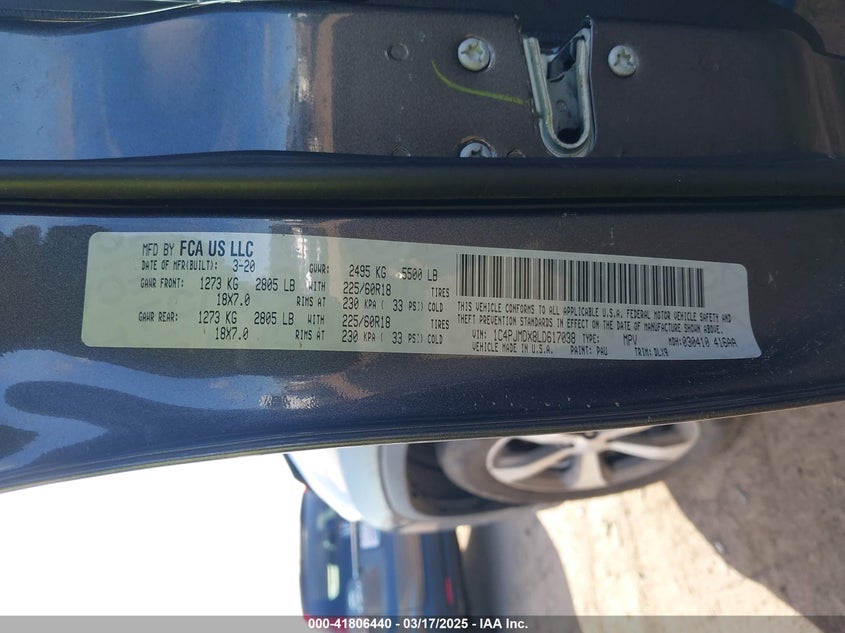 MFD BY FCA US LLC
DATE OF MFR(BUILT): 3-20 GVWR: 2495 KG 5500 LB
GAWR FRONT: 1273 KG 2805 LB WITH 225/60R18 TIRES
18X7.0 RIMS AT 230 KPA ( 33 PSI) COLD
GAWR REAR: 1273 KG 2805 LB WITH 225/60R18 TIRES
18X7.0 RIMS AT 230 KPA ( 33 PSI) COLD
THIS VEHICLE CONFORMS TO ALL APPLICABLE U.S.A. FEDERAL MOTOR VEHICLE SAFETY AND
THEFT PREVENTION STANDARDS IN EFFECT ON THE DATE OF MANUFACTURE SHOWN ABOVE.
VIN: 1C4PJMDX8LD617038 TYPE: MPV MDH: 030410 416AA
VEHICLE MADE IN U.S.A. PAINT: PAU TRIM: DLX9
000-41806440 - 03/17/2025 - IAA Inc.